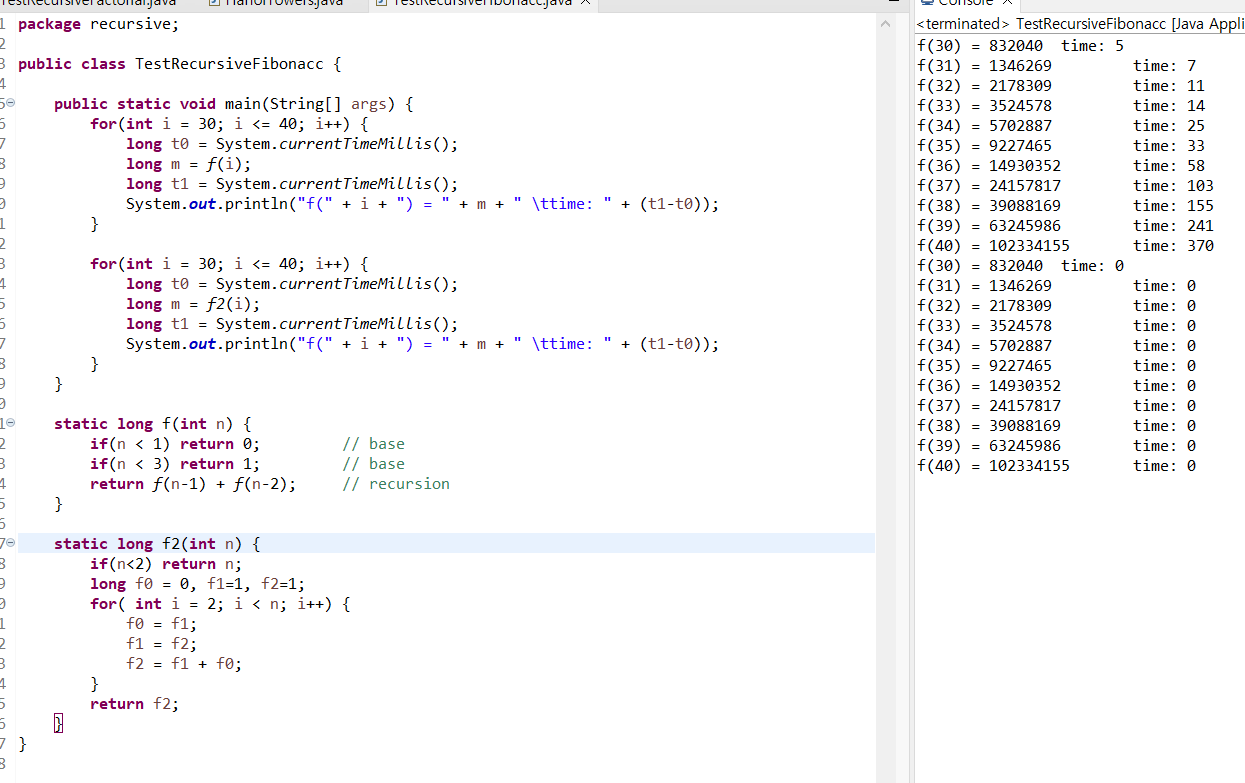 TestRecursiveFactorial.java HanoiTowers.java TestRecursiveFibonacc.java
package recursive;
public class TestRecursiveFibonacc {
public static void main(String[] args) {
for(int i = 30; i <= 40; i++) {
long t0 = System.currentTimeMillis();
long m = f(i);
long t1 = System.currentTimeMillis();
System.out.println("f(" + i + ") = " + m + " \ttime: " + (t1-t0));
}
for(int i = 30; i <= 40; i++) {
long t0 = System.currentTimeMillis();
long m = f2(i);
long t1 = System.currentTimeMillis();
System.out.println("f(" + i + ") = " + m + " \ttime: " + (t1-t0));
}
}
static long f(int n) {
if(n < 1) return 0; // base
if(n < 3) return 1; // base
return f(n-1) + f(n-2); // recursion
}
static long f2(int n) {
if(n<2) return n;
long f0 = 0, f1=1, f2=1;
for( int i = 2; i < n; i++) {
f0 = f1;
f1 = f2;
f2 = f1 + f0;
}
return f2;
}
}
Console
<terminated> TestRecursiveFibonacc [Java Appli
f(30) = 832040 time: 5
f(31) = 1346269 time: 7
f(32) = 2178309 time: 11
f(33) = 3524578 time: 14
f(34) = 5702887 time: 25
f(35) = 9227465 time: 33
f(36) = 14930352 time: 58
f(37) = 24157817 time: 103
f(38) = 39088169 time: 155
f(39) = 63245986 time: 241
f(40) = 102334155 time: 370
f(30) = 832040 time: 0
f(31) = 1346269 time: 0
f(32) = 2178309 time: 0
f(33) = 3524578 time: 0
f(34) = 5702887 time: 0
f(35) = 9227465 time: 0
f(36) = 14930352 time: 0
f(37) = 24157817 time: 0
f(38) = 39088169 time: 0
f(39) = 63245986 time: 0
f(40) = 102334155 time: 0